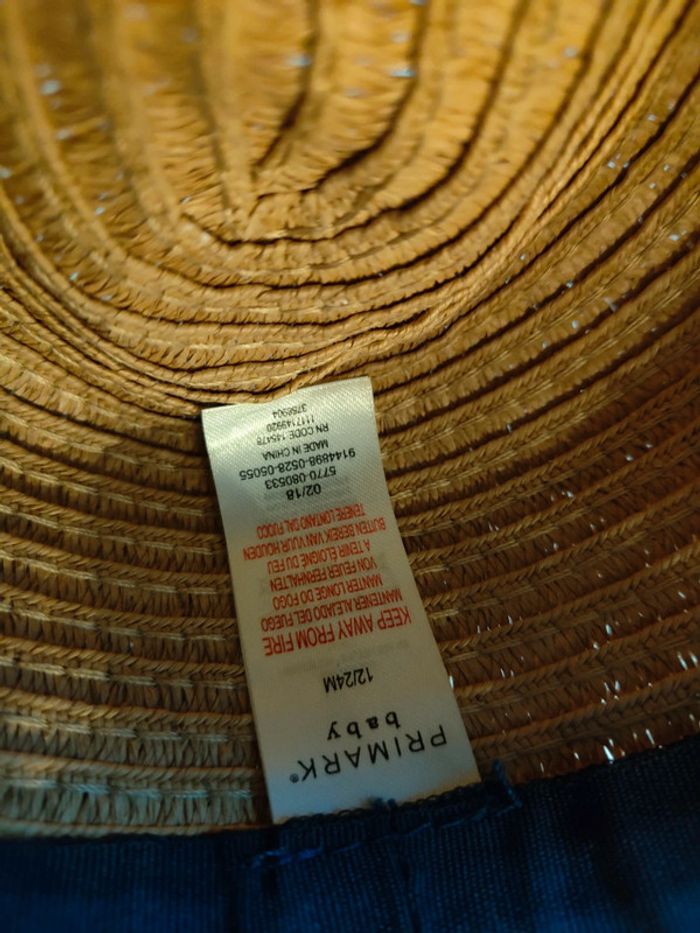 PRIMARK®
baby
12/24M
KEEP AWAY FROM FIRE
MANTENER ALEJADO DEL FUEGO
MANTER LONGE DO FOGO
VON FEUER FERNHALTEN
A TENIR ÉLOIGNÉ DU FEU
BUITEN BEREIK VAN VUUR HOUDEN
TENERE LONTANO DAL FUOCO
02/18
5770-080533
9144898-0528-05055
MADE IN CHINA
RN CODE 145478
1117149920
3758904